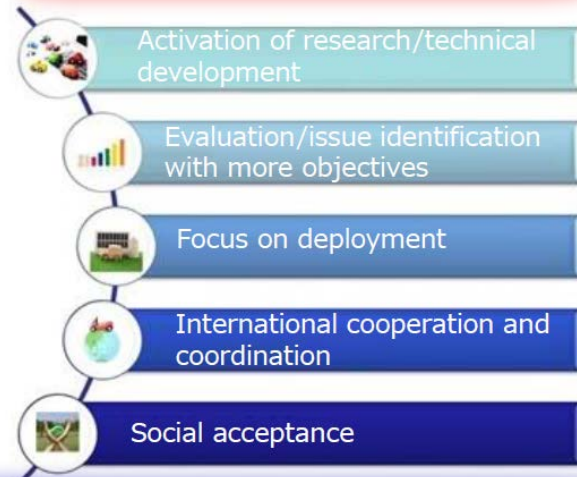 Activation of research/technical
development
Evaluation/issue identification
with more objectives
Focus on deployment
International cooperation and
coordination
Social acceptance